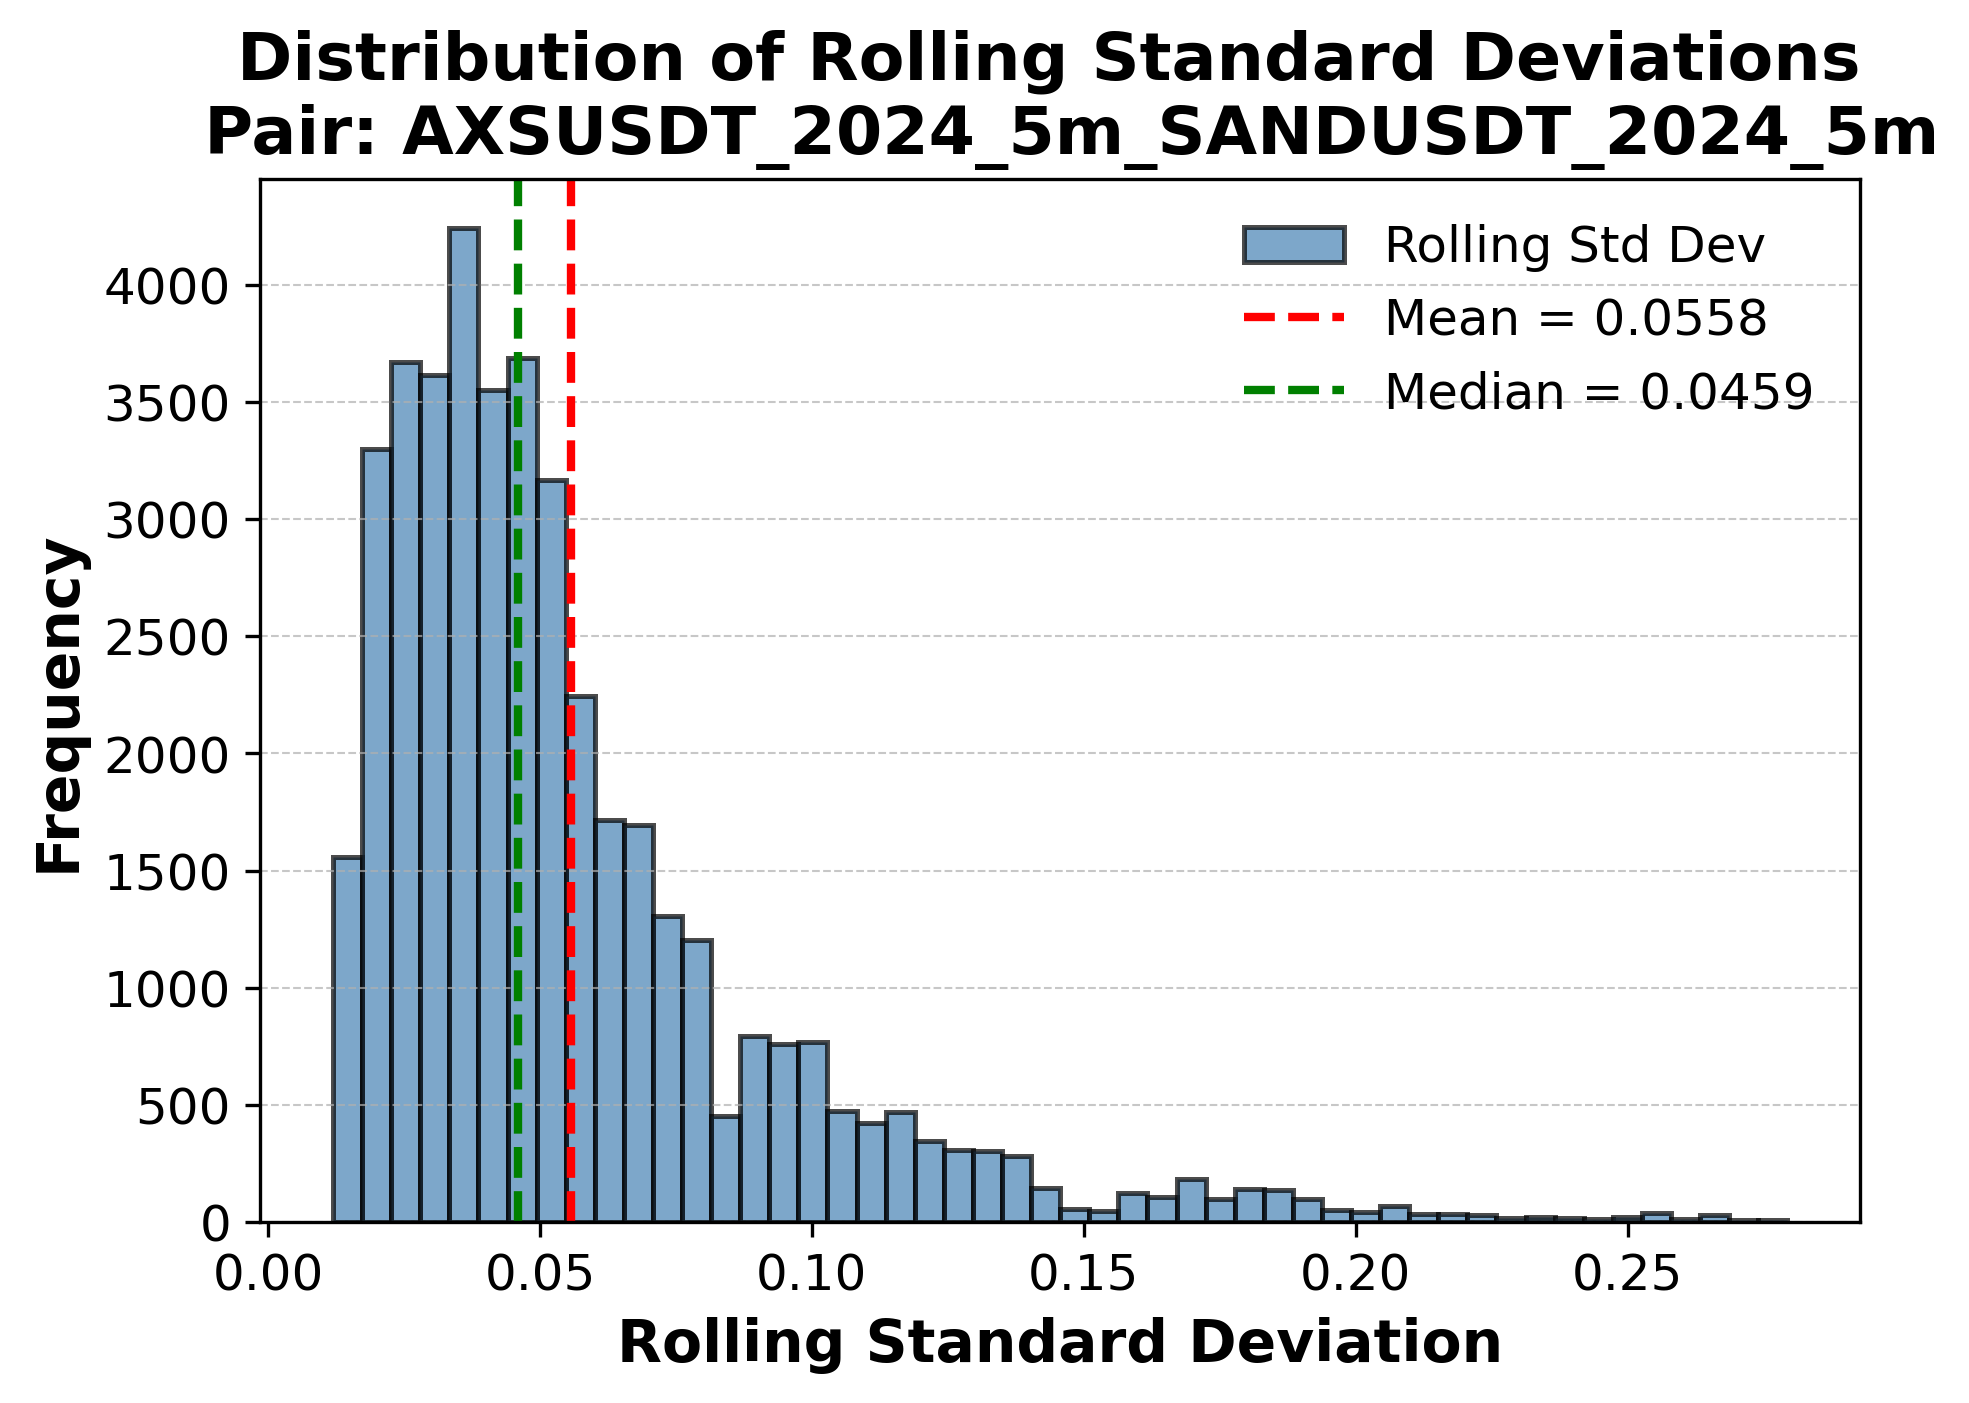 Distribution of Rolling Standard Deviations
Pair: AXSUSDT_2024_5m_SANDUSDT_2024_5m
Rolling Std Dev
Mean = 0.0558
Median = 0.0459
Frequency
4000
3500
3000
2500
2000
1500
1000
500
0
0.00 0.05 0.10 0.15 0.20 0.25
Rolling Standard Deviation